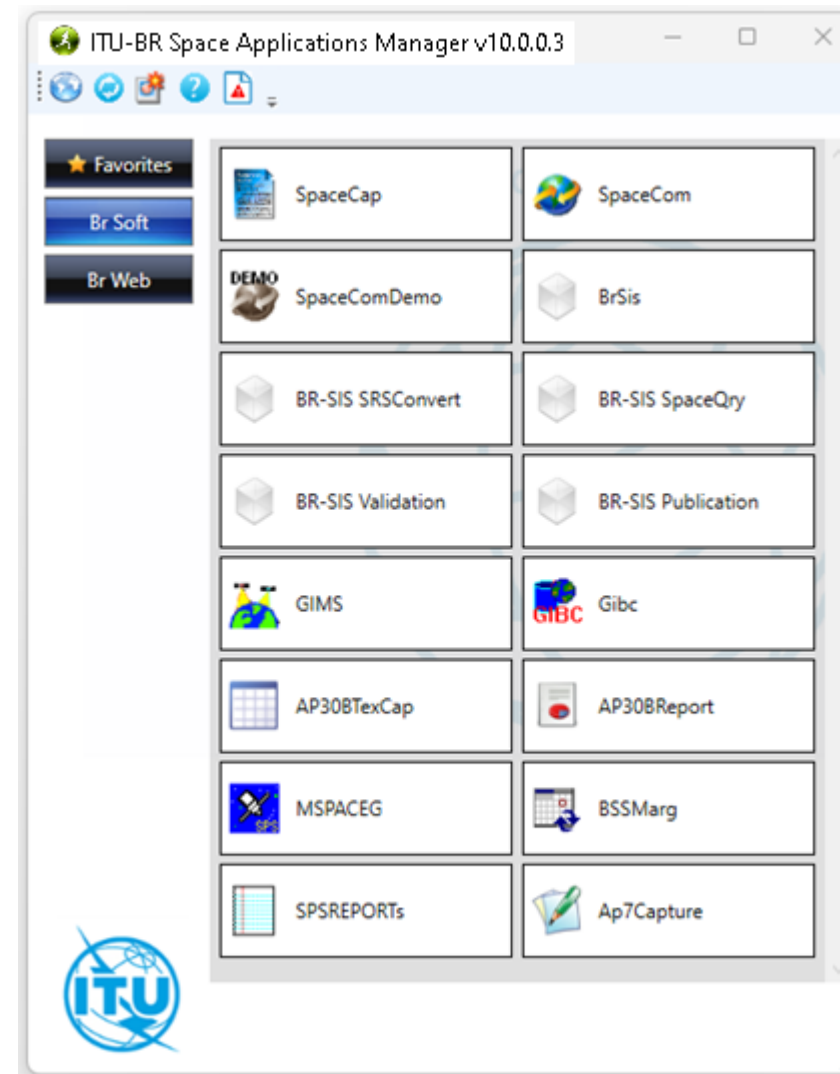 ITU-BR Space Applications Manager v10.0.0.3
Favorites
Br Soft
Br Web
SpaceCap
SpaceCom
DEMO
SpaceComDemo
BrSis
BR-SIS SRSConvert
BR-SIS SpaceQry
BR-SIS Validation
BR-SIS Publication
GIMS
GIBC
Gibc
AP30BTexCap
AP30BReport
SPS
MSPACEG
BSSMarg
SPSREPORTs
Ap7Capture
ITU